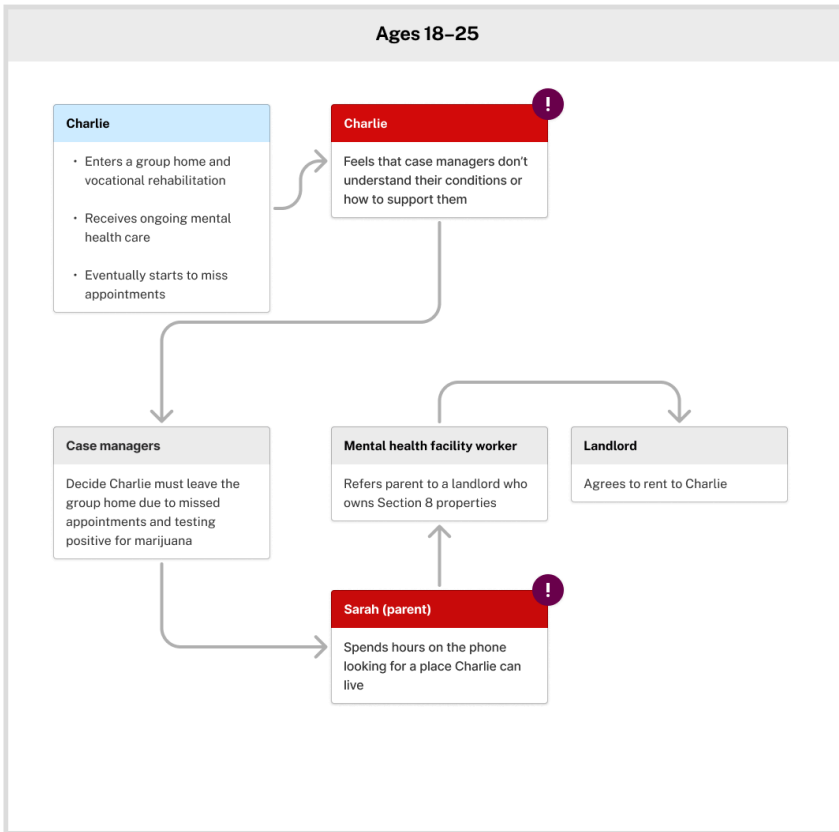 Ages 18–25
Charlie
• Enters a group home and
vocational rehabilitation
• Receives ongoing mental
health care
• Eventually starts to miss
appointments
!
Charlie
Feels that case managers don't
understand their conditions or
how to support them
Case managers
Decide Charlie must leave the
group home due to missed
appointments and testing
positive for marijuana
!
Sarah (parent)
Spends hours on the phone
looking for a place Charlie can
live
Mental health facility worker
Refers parent to a landlord who
owns Section 8 properties
Landlord
Agrees to rent to Charlie